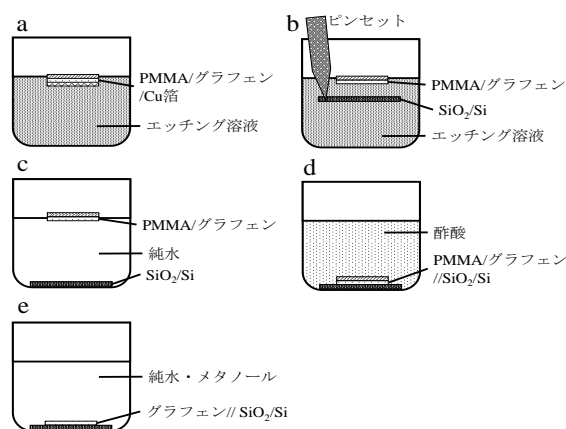 a
PMMA/グラフェン
/Cu箔
エッチング溶液
b
ピンセット
PMMA/グラフェン
SiO₂/Si
エッチング溶液
c
PMMA/グラフェン
純水
SiO₂/Si
d
酢酸
PMMA/グラフェン
//SiO₂/Si
e
純水・メタノール
グラフェン// SiO₂/Si